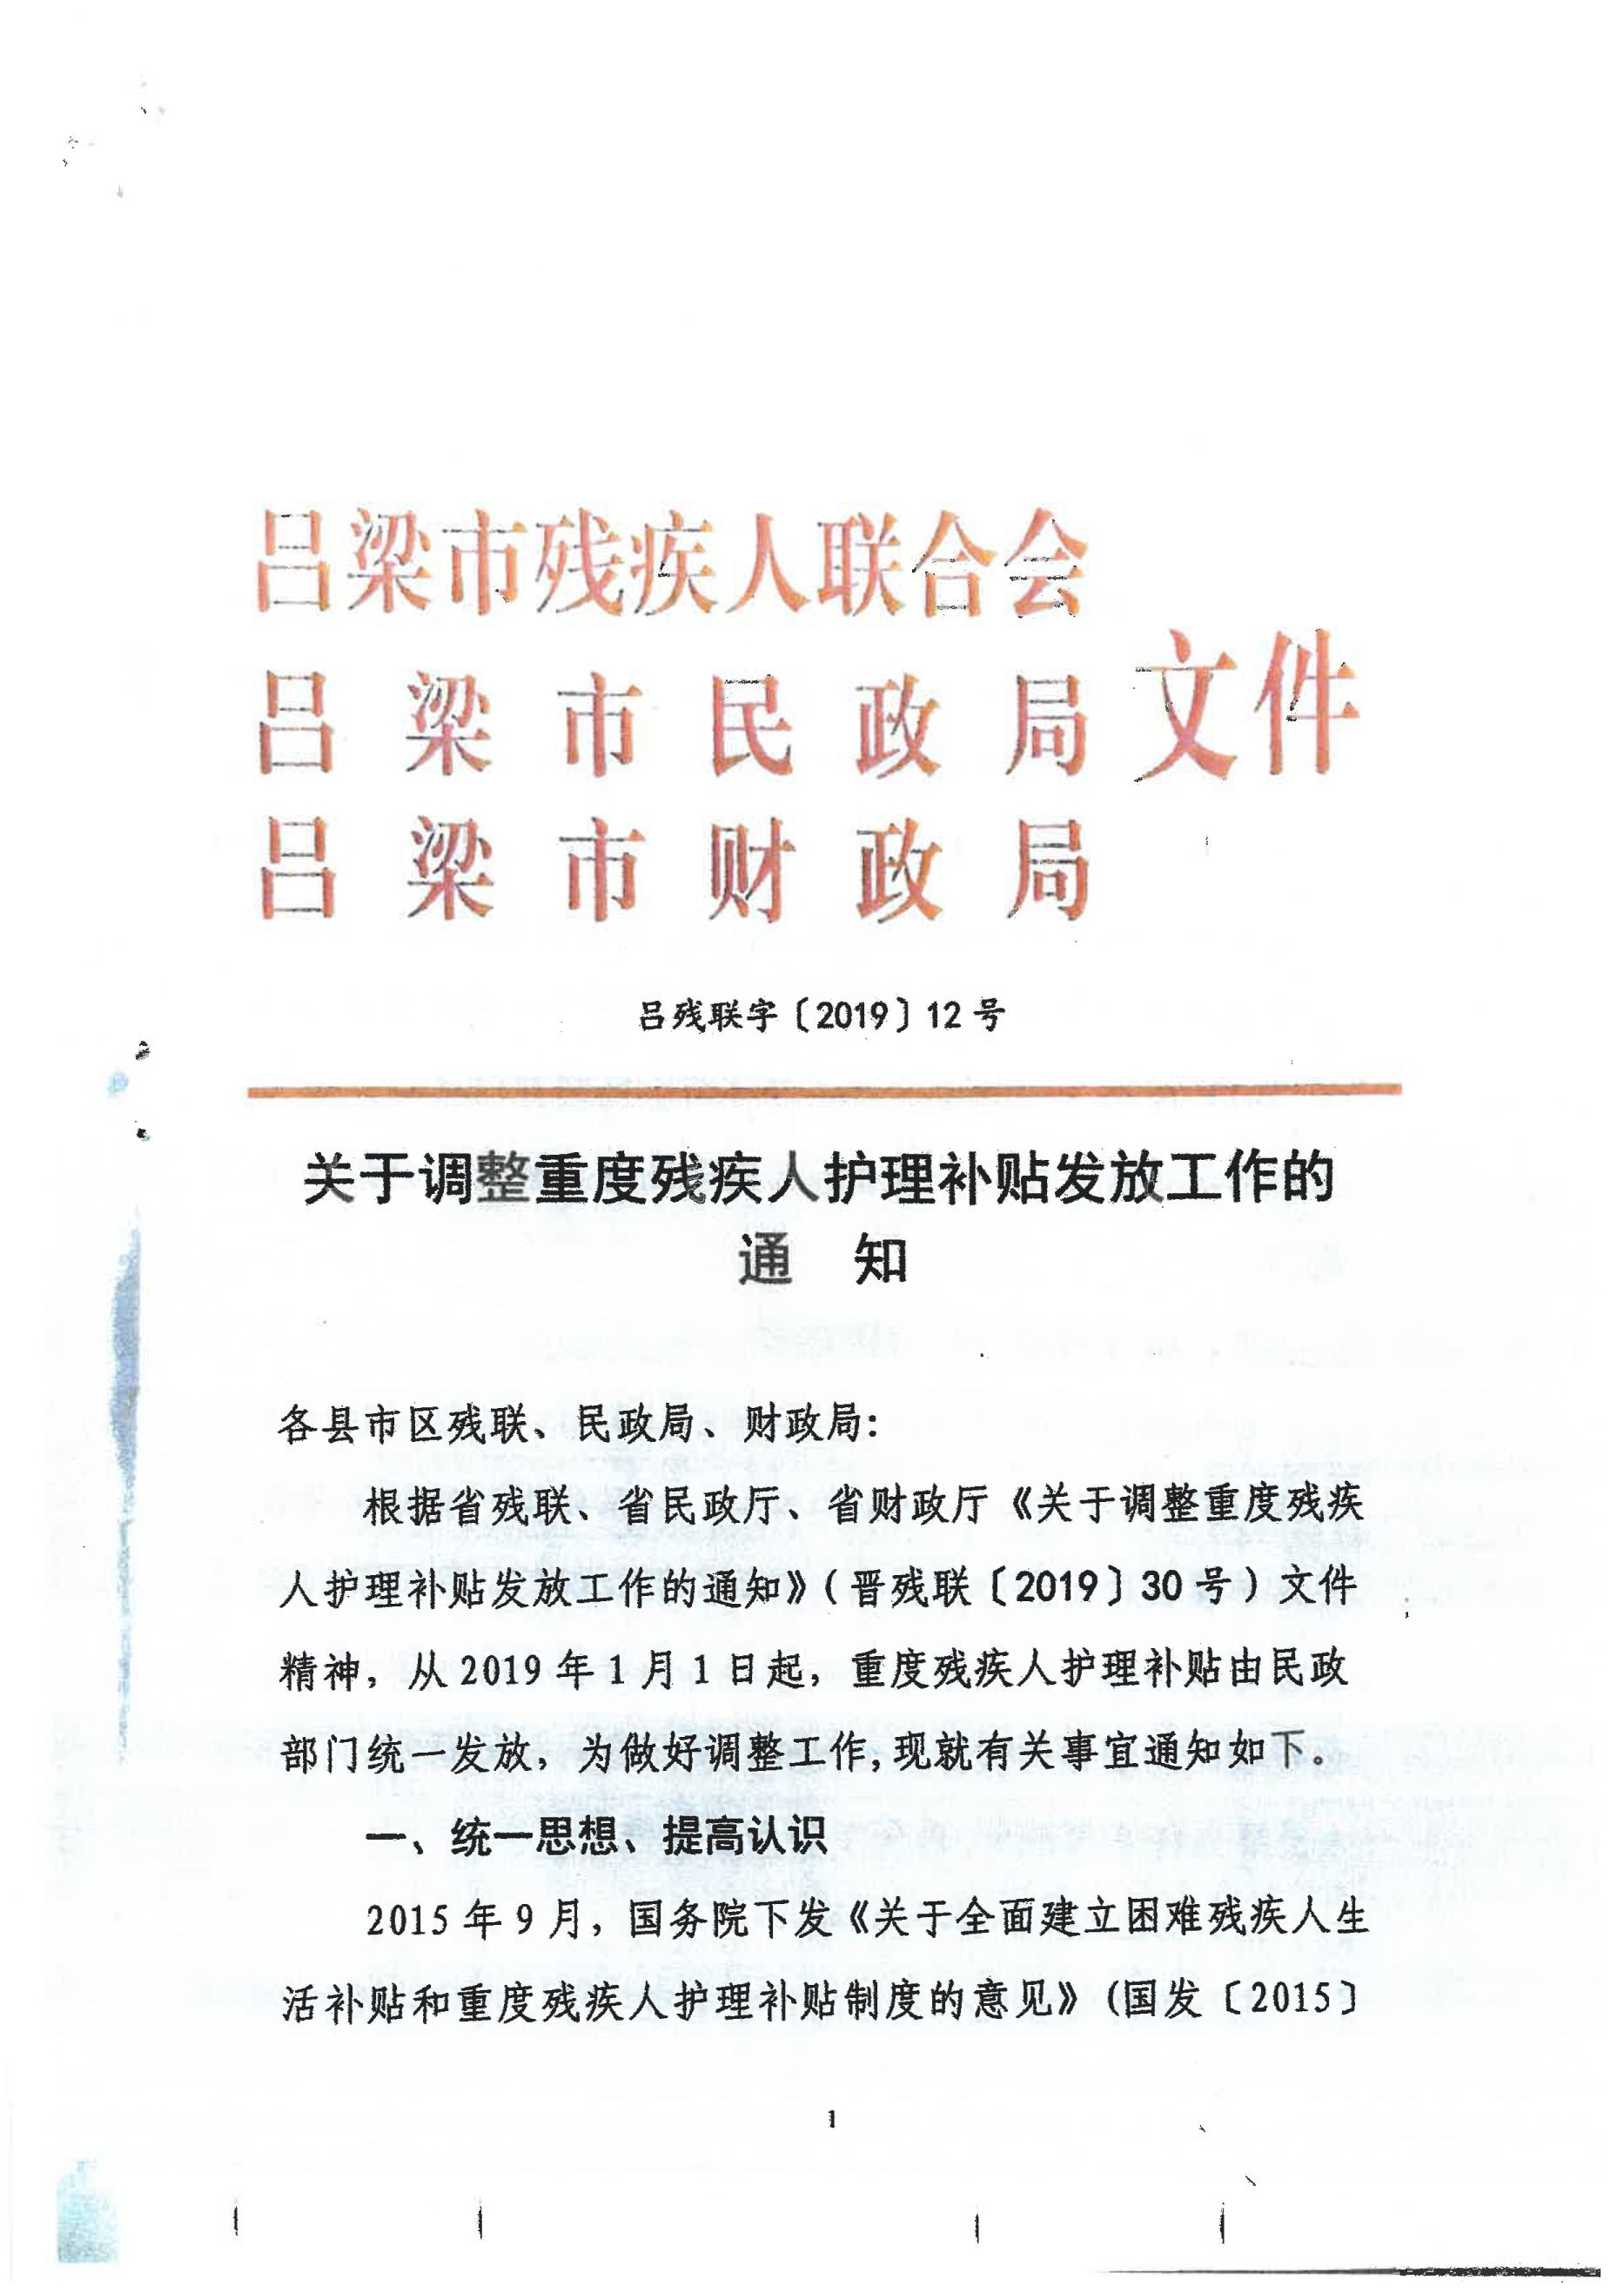 吕梁市残疾人联合会
吕梁市民政局 文件
吕梁市财政局
吕残联字〔2019〕12号
关于调整重度残疾人护理补贴发放工作的
通 知
各县市区残联、民政局、财政局:
根据省残联、省民政厅、省财政厅《关于调整重度残疾
人护理补贴发放工作的通知》(晋残联〔2019〕30号)文件
精神，从2019年1月1日起，重度残疾人护理补贴由民政
部门统一发放，为做好调整工作,现就有关事宜通知如下。
一、统一思想、提高认识
2015年9月，国务院下发《关于全面建立困难残疾人生
活补贴和重度残疾人护理补贴制度的意见》(国发〔2015〕
1